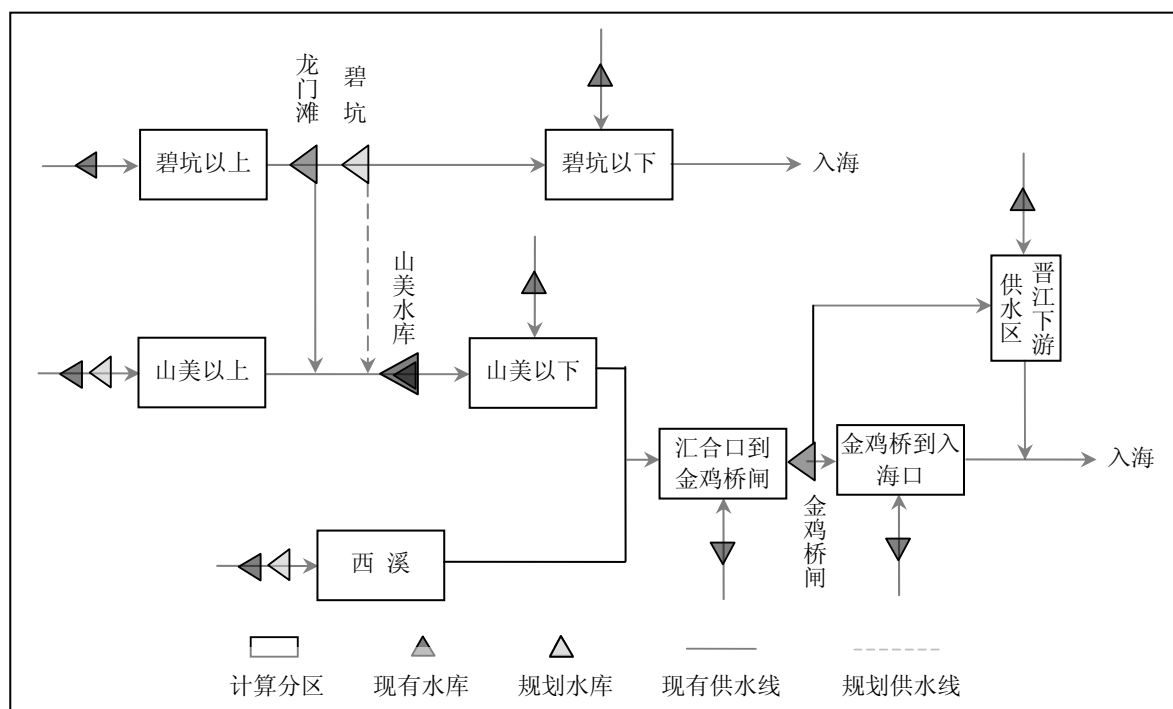 龙门滩
碧坑
碧坑以上
碧坑以下
入海
山美水库
晋江下游
供水区
山美以上
山美以下
汇合口到
金鸡桥闸
金鸡桥到入
海口
入海
金鸡桥闸
西 溪
计算分区
现有水库
规划水库
现有供水线
规划供水线